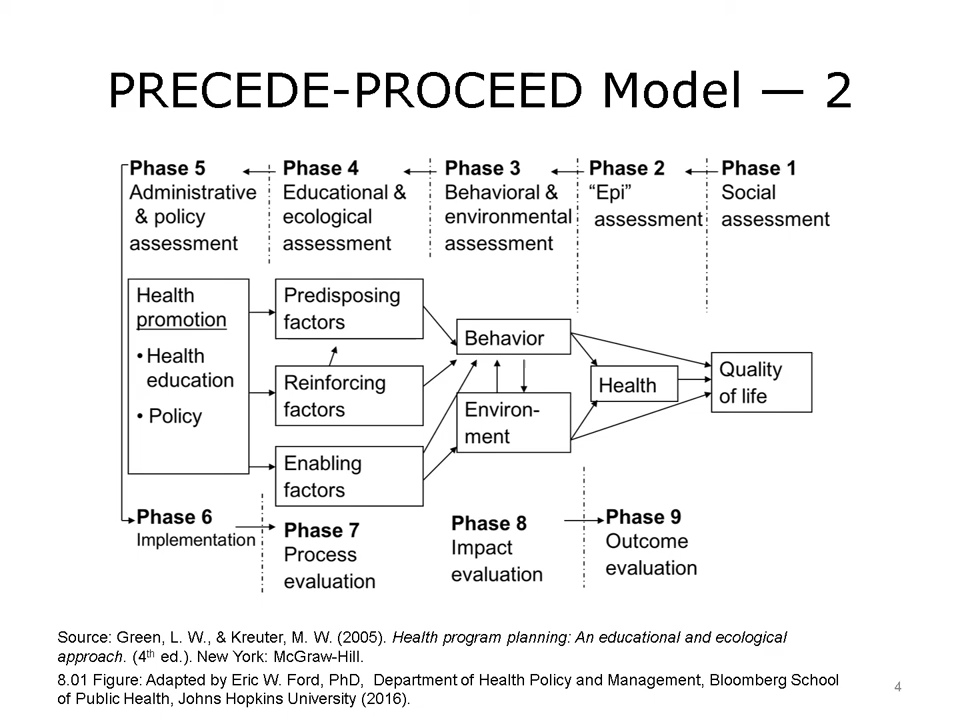 PRECEDE-PROCEED Model — 2
Phase 5
Administrative
& policy
assessment
Phase 4
Educational &
ecological
assessment
Phase 3
Behavioral &
environmental
assessment
Phase 2
“Epi”
assessment
Phase 1
Social
assessment
Health
promotion
• Health
education
• Policy
Predisposing
factors
Reinforcing
factors
Enabling
factors
Behavior
Environ-
ment
Health
Quality
of life
Phase 6
Implementation
Phase 7
Process
evaluation
Phase 8
Impact
evaluation
Phase 9
Outcome
evaluation
Source: Green, L. W., & Kreuter, M. W. (2005). Health program planning: An educational and ecological
approach. (4th ed.). New York: McGraw-Hill.
8.01 Figure: Adapted by Eric W. Ford, PhD, Department of Health Policy and Management, Bloomberg School
of Public Health, Johns Hopkins University (2016).
4